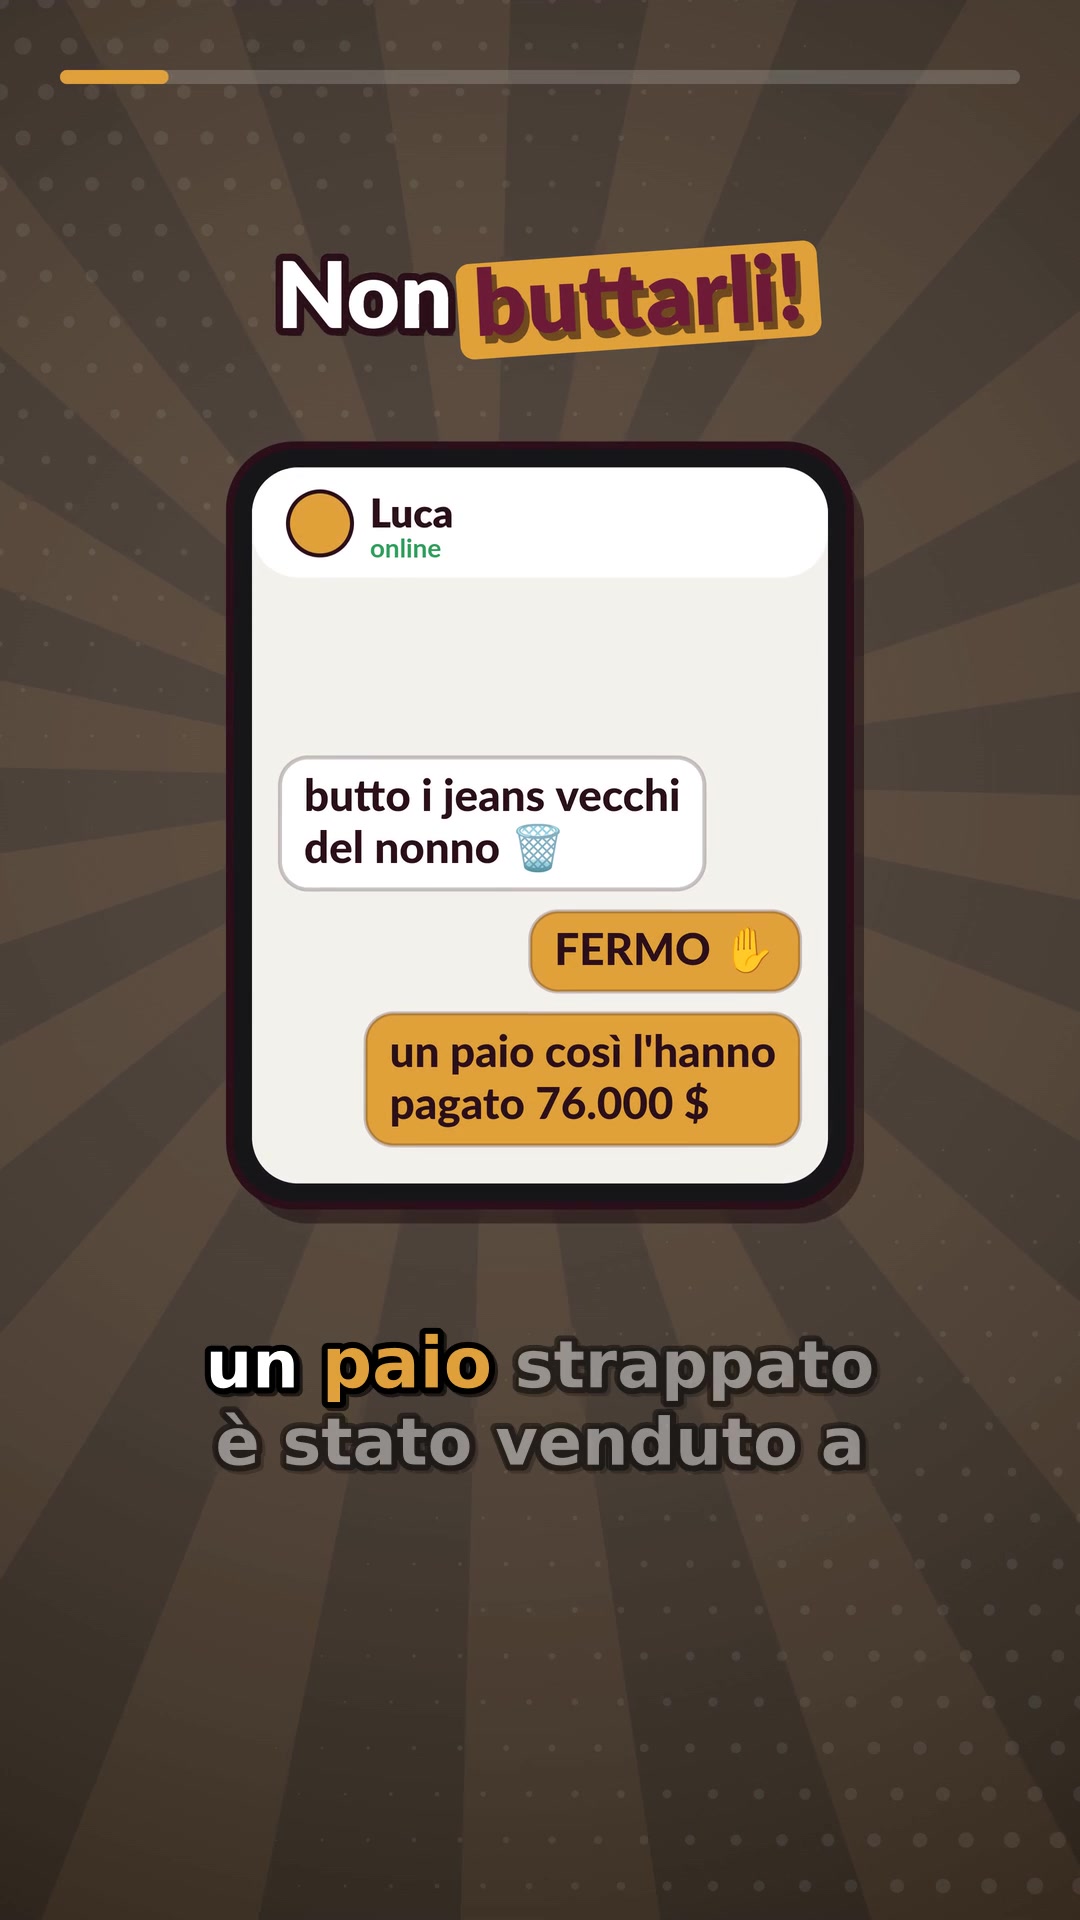 Non buttarli!
Luca
online
butto i jeans vecchi
del nonno 🗑️
FERMO ✋
un paio così l'hanno
pagato 76.000 $
un paio strappato
è stato venduto a